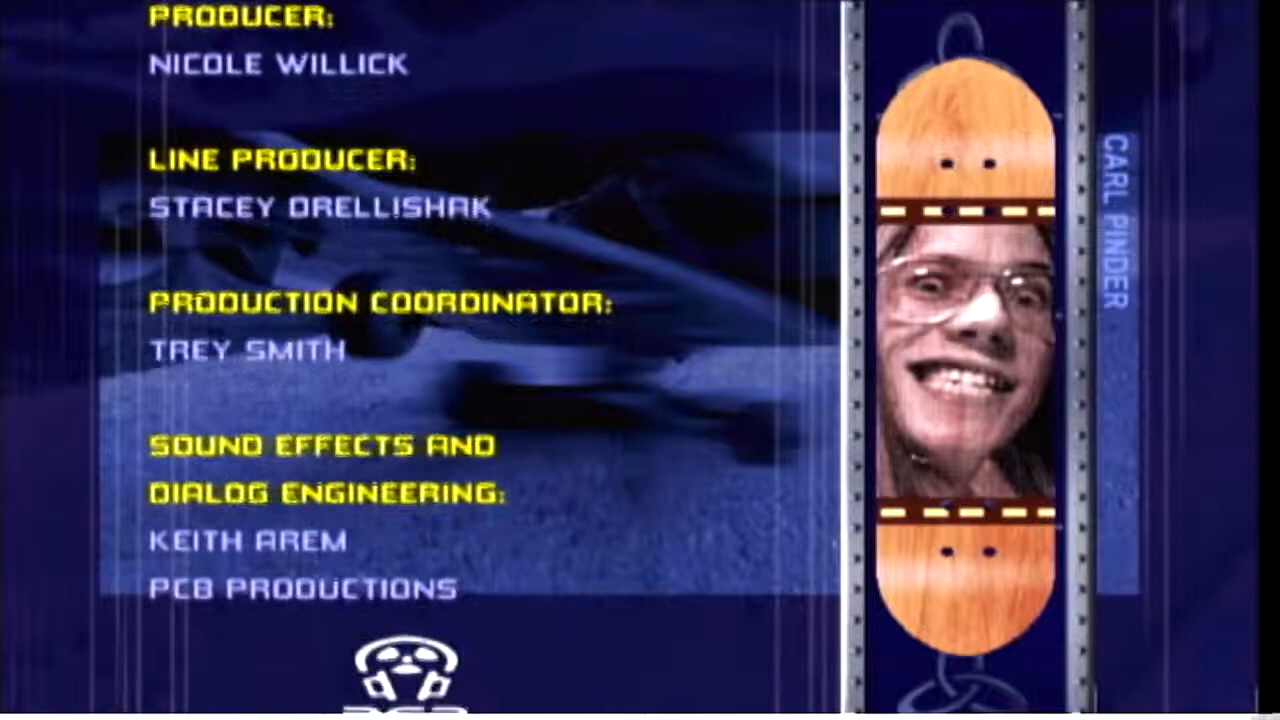 PRODUCER:
NICOLE WILLICK
LINE PRODUCER:
STACEY DRELLISHAK
PRODUCTION COORDINATOR:
TREY SMITH
SOUND EFFECTS AND
DIALOG ENGINEERING:
KEITH AREM
PCB PRODUCTIONS
CARL PINDER